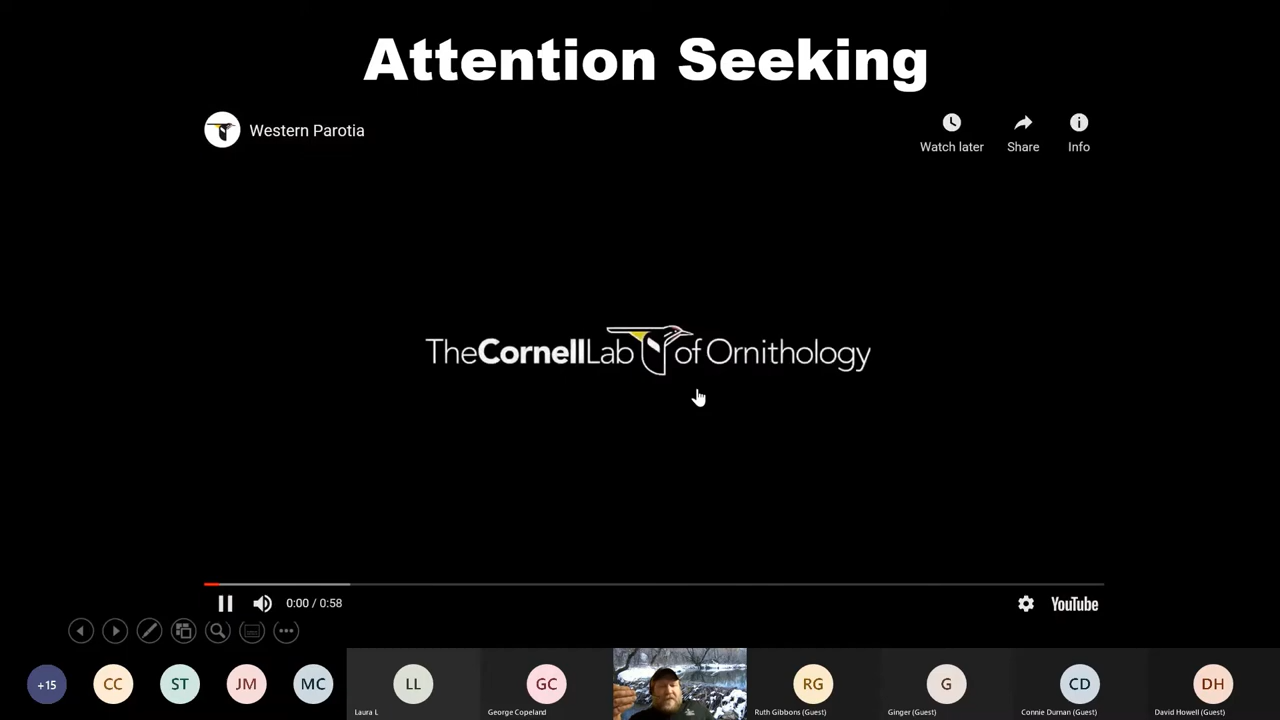 Attention Seeking
Western Parotia
Watch later
Share
Info
TheCornellLab of Ornithology
0:00 / 0:58
YouTube
+15
CC
ST
JM
MC
LL
GC
RG
G
CD
DH
Laura L
George Copeland
Ruth Gibbons (Guest)
Ginger (Guest)
Connie Durnan (Guest)
David Howell (Guest)